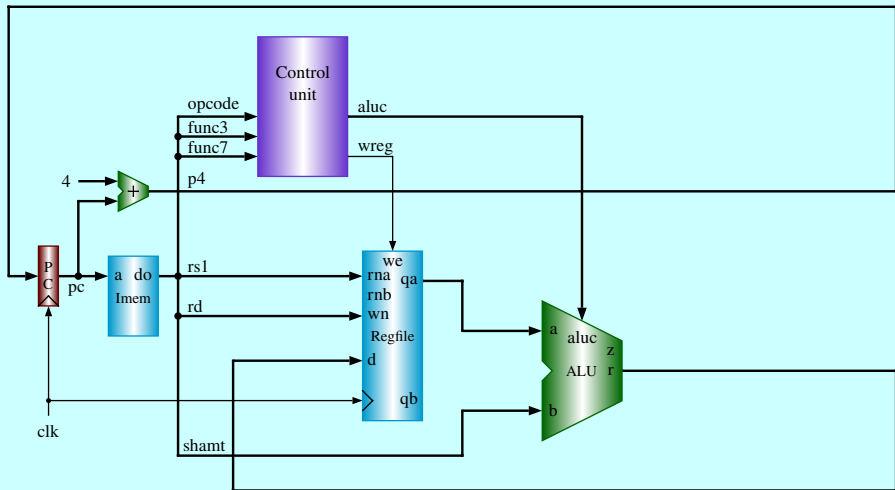 Control
unit
opcode
func3
func7
aluc
wreg
4
+
p4
P
C
pc
a do
Imem
rs1
rd
we
rna
qa
rnb
wn
Regfile
d
qb
clk
shamt
a
aluc
z
ALU
r
b